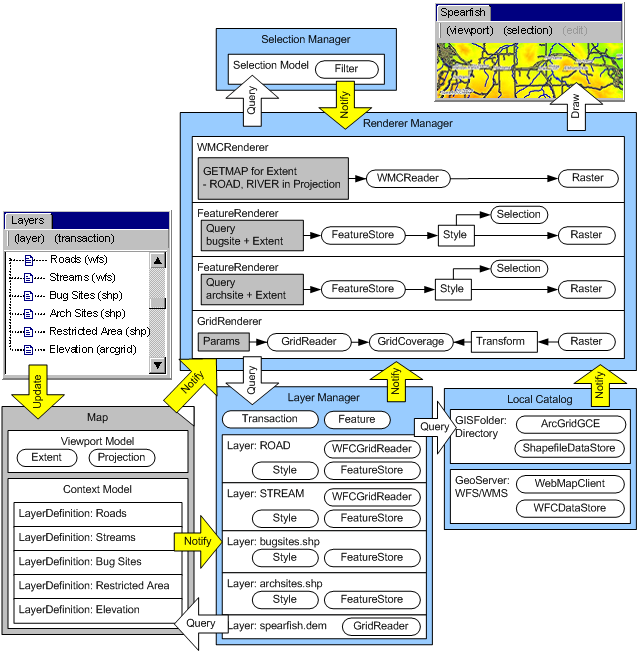 Spearfish
(viewport) (selection) (edit)
Selection Manager
Selection Model
Filter
Query
Notify
Draw
Renderer Manager
WMCRenderer
GETMAP for Extent
- ROAD, RIVER in Projection
WMCReader
Raster
FeatureRenderer
Query
bugsite + Extent
FeatureStore
Style
Selection
Raster
FeatureRenderer
Query
archsite + Extent
FeatureStore
Style
Selection
Raster
GridRenderer
Params
GridReader
GridCoverage
Transform
Raster
Layers
(layer) (transaction)
Roads (wfs)
Streams (wfs)
Bug Sites (shp)
Arch Sites (shp)
Restricted Area (shp)
Elevation (arcgrid)
Update
Notify
Query
Notify
Notify
Map
Viewport Model
Extent
Projection
Context Model
LayerDefinition: Roads
LayerDefinition: Streams
LayerDefinition: Bug Sites
LayerDefinition: Restricted Area
LayerDefinition: Elevation
Notify
Query
Layer Manager
Transaction
Feature
Layer: ROAD
WFCGridReader
Style
FeatureStore
Layer: STREAM
WFCGridReader
Style
FeatureStore
Layer: bugsites.shp
Style
FeatureStore
Layer: archsites.shp
Style
FeatureStore
Layer: spearfish.dem
GridReader
Query
Local Catalog
GISFolder:
Directory
ArcGridGCE
ShapefileDataStore
GeoServer:
WFS/WMS
WebMapClient
WFCDataStore